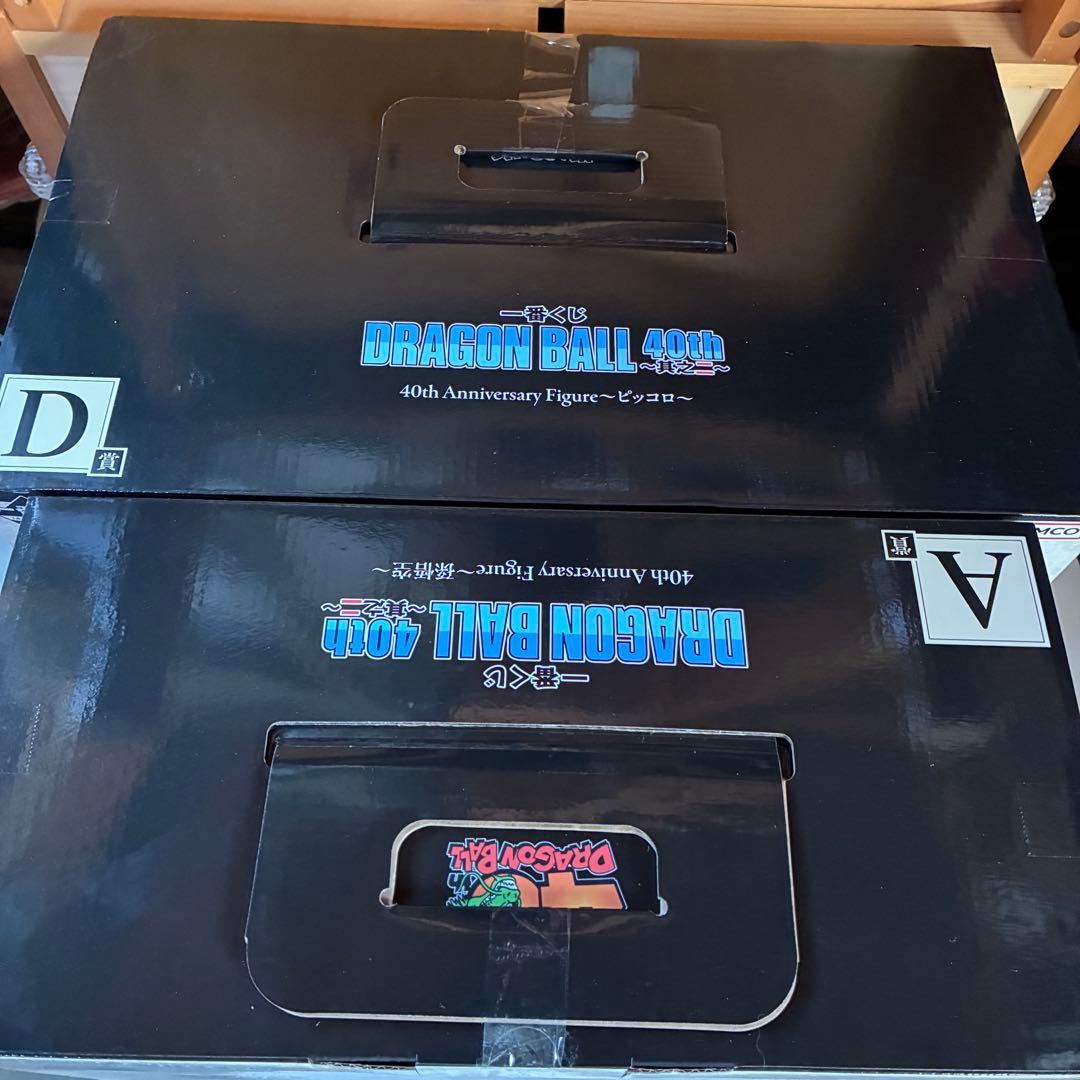 一番くじ
DRAGON BALL 40th
～其之二～
40th Anniversary Figure～ピッコロ～
D
賞
A
賞
一番くじ
DRAGON BALL 40th
～其之二～
40th Anniversary Figure～孫悟空～
DRAGON BALL
MCO